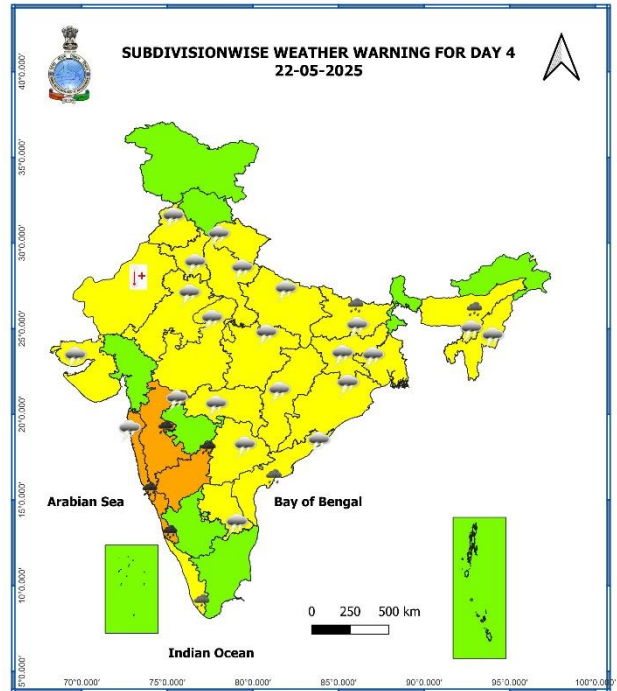 SUBDIVISIONWISE WEATHER WARNING FOR DAY 4
22-05-2025
40°0.000'
35°0.000'
30°0.000'
25°0.000'
20°0.000'
15°0.000'
10°0.000'
5°0.000'
Arabian Sea
Bay of Bengal
0 250 500 km
Indian Ocean
70°0.000' 75°0.000' 80°0.000' 85°0.000' 90°0.000' 95°0.000' 100°0.000'